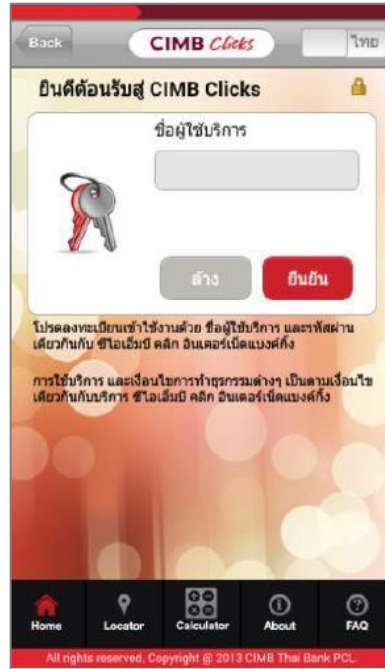 Back CIMB Clicks ไทย
ยินดีต้อนรับสู่ CIMB Clicks
ชื่อผู้ใช้บริการ
ล้าง ยืนยัน
โปรดลงทะเบียนเข้าใช้งานด้วย ชื่อผู้ใช้บริการ และรหัสผ่าน
เดียวกันกับ ซีไอเอ็มบี คลิก อินเตอร์เน็ตแบงค์กิ้ง
การใช้บริการ และเงื่อนไขการทำธุรกรรมต่างๆ เป็นตามเงื่อนไข
เดียวกันกับบริการ ซีไอเอ็มบี คลิก อินเตอร์เน็ตแบงค์กิ้ง
Home Locator Calculator About FAQ
All rights reserved. Copyright @ 2013 CIMB Thai Bank PCL.